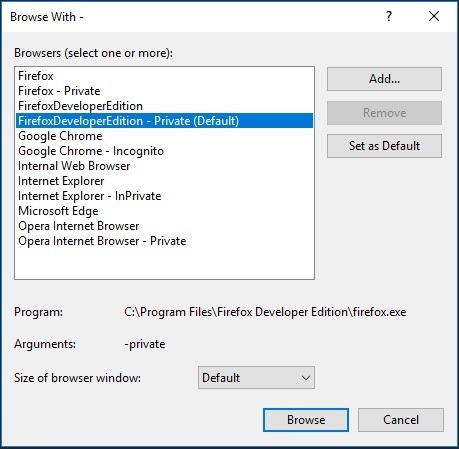 Browse With -
?
Browsers (select one or more):
Firefox
Firefox - Private
FirefoxDeveloperEdition
FirefoxDeveloperEdition - Private (Default)
Google Chrome
Google Chrome - Incognito
Internal Web Browser
Internet Explorer
Internet Explorer - InPrivate
Microsoft Edge
Opera Internet Browser
Opera Internet Browser - Private
Add...
Remove
Set as Default
Program: C:\Program Files\Firefox Developer Edition\firefox.exe
Arguments: -private
Size of browser window: Default
Browse Cancel